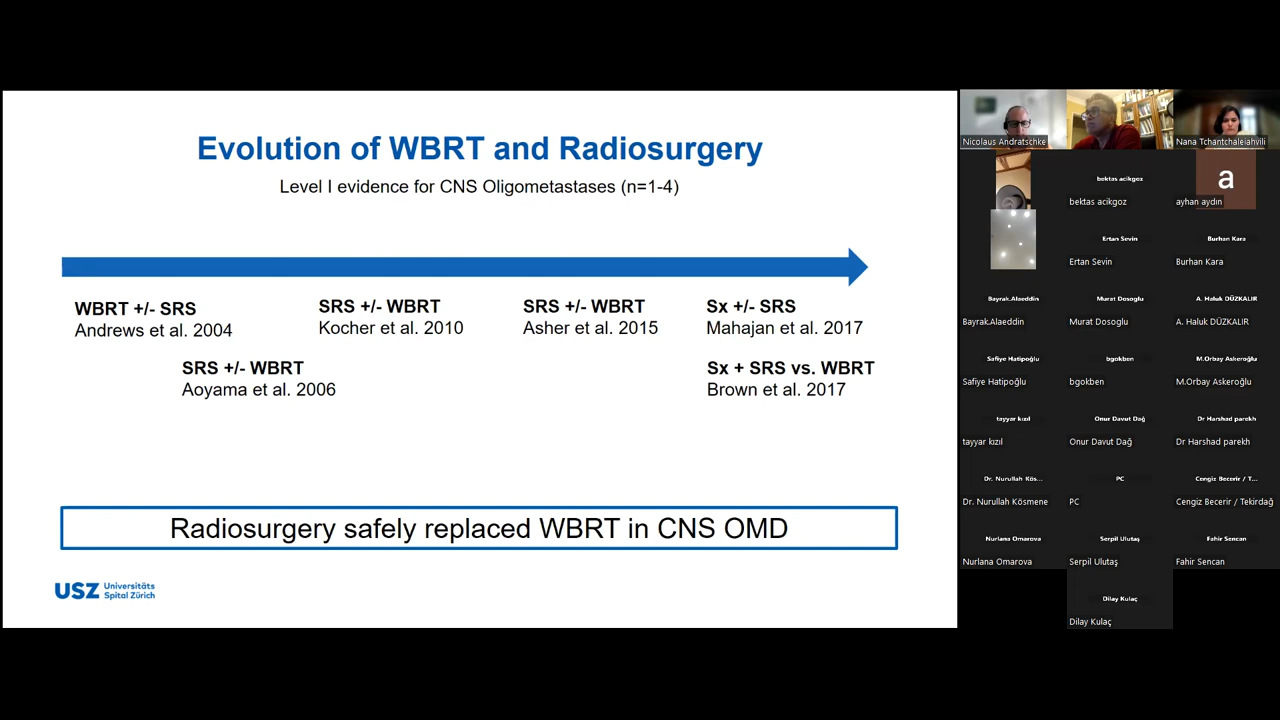 Evolution of WBRT and Radiosurgery
Level I evidence for CNS Oligometastases (n=1-4)
WBRT +/- SRS
Andrews et al. 2004
SRS +/- WBRT
Kocher et al. 2010
SRS +/- WBRT
Asher et al. 2015
Sx +/- SRS
Mahajan et al. 2017
SRS +/- WBRT
Aoyama et al. 2006
Sx + SRS vs. WBRT
Brown et al. 2017
Radiosurgery safely replaced WBRT in CNS OMD
USZ Universitäts
Spital Zürich
Nicolaus Andratschke
Nana Tchantchaleiahvili
bektas acikgoz
bektas acikgoz
a
ayhan aydın
Ertan Sevin
Ertan Sevin
Burhan Kara
Burhan Kara
Bayrak.Alaeddin
Bayrak.Alaeddin
Murat Dosoglu
Murat Dosoglu
A. Haluk DÜZKALIR
A. Haluk DÜZKALIR
Safiye Hatipoğlu
Safiye Hatipoğlu
bgokben
bgokben
M.Orbay Askeroğlu
M.Orbay Askeroğlu
tayyar kızıl
tayyar kızıl
Onur Davut Dağ
Onur Davut Dağ
Dr Harshad parekh
Dr Harshad parekh
Dr. Nurullah Kös...
Dr. Nurullah Kösmene
PC
PC
Cengiz Becerir / T...
Cengiz Becerir / Tekirdağ
Nurlana Omarova
Nurlana Omarova
Serpil Ulutaş
Serpil Ulutaş
Fahir Sencan
Fahir Sencan
Dilay Kulaç
Dilay Kulaç